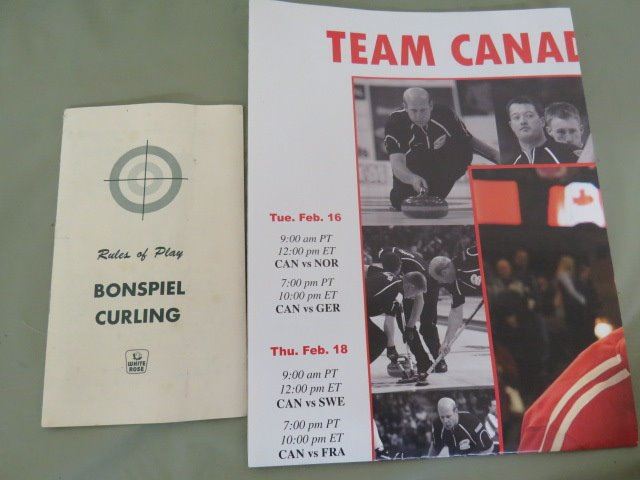 Rules of Play
BONSPIEL
CURLING
WHITE
ROSE
TEAM CANAD
Tue. Feb. 16
9:00 am PT
12:00 pm ET
CAN vs NOR
7:00 pm PT
10:00 pm ET
CAN vs GER
Thu. Feb. 18
9:00 am PT
12:00 pm ET
CAN vs SWE
7:00 pm PT
10:00 pm ET
CAN vs FRA